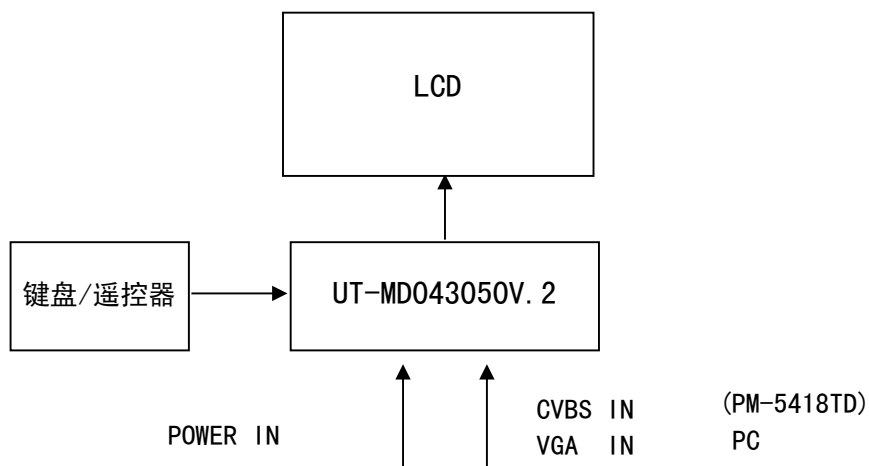 LCD
键盘/遥控器
UT-MD043050V.2
POWER IN
CVBS IN (PM-5418TD)
VGA IN PC